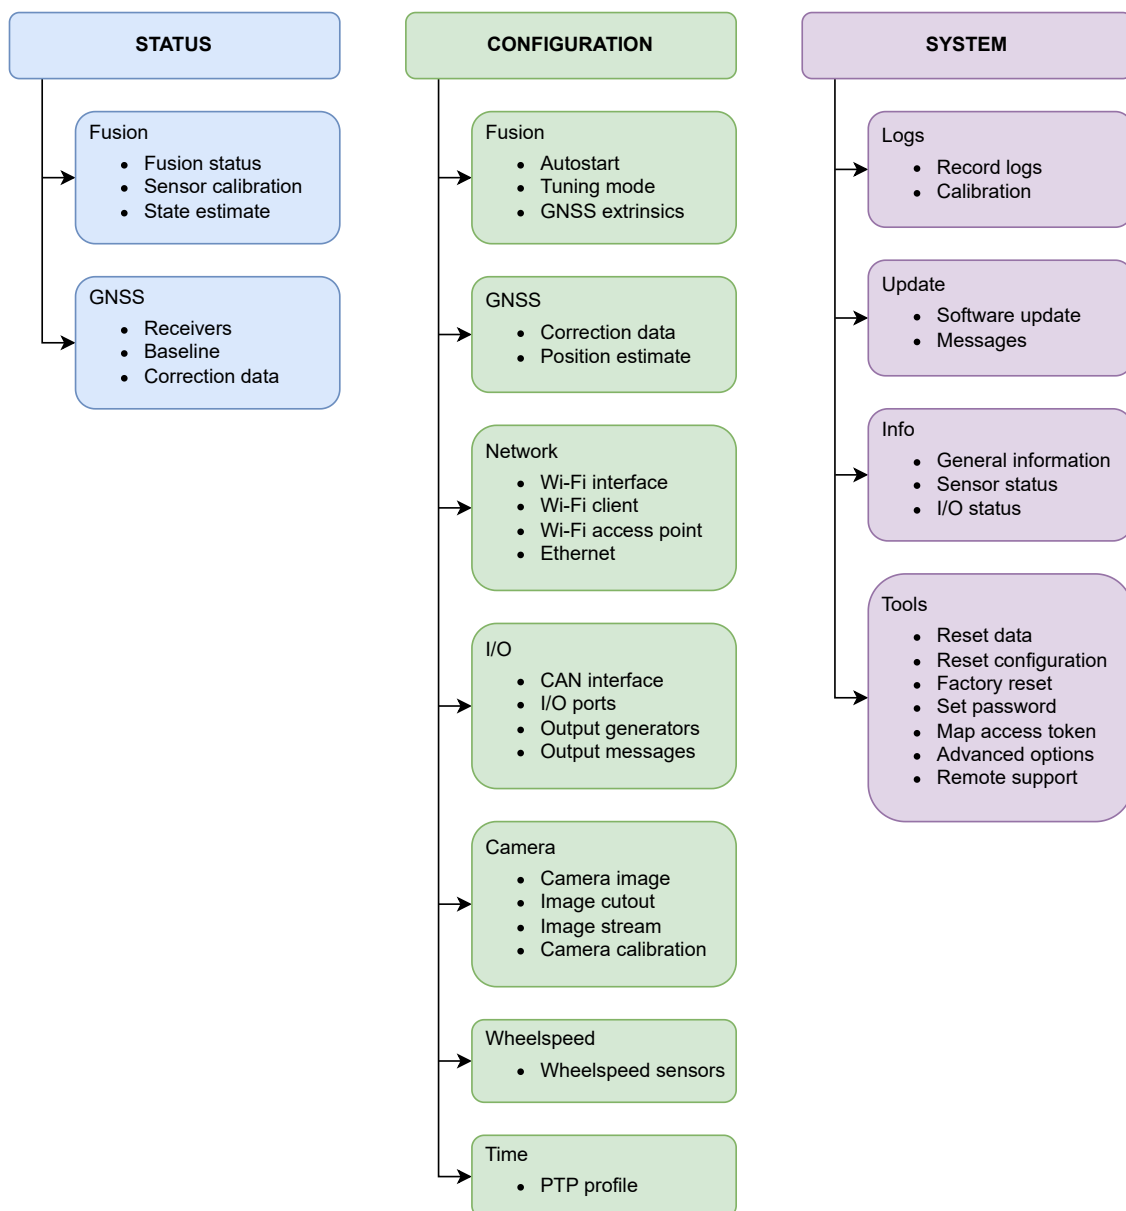 STATUS
Fusion
Fusion status
Sensor calibration
State estimate
GNSS
Receivers
Baseline
Correction data
CONFIGURATION
Fusion
Autostart
Tuning mode
GNSS extrinsics
GNSS
Correction data
Position estimate
Network
Wi-Fi interface
Wi-Fi client
Wi-Fi access point
Ethernet
I/O
CAN interface
I/O ports
Output generators
Output messages
Camera
Camera image
Image cutout
Image stream
Camera calibration
Wheelspeed
Wheelspeed sensors
Time
PTP profile
SYSTEM
Logs
Record logs
Calibration
Update
Software update
Messages
Info
General information
Sensor status
I/O status
Tools
Reset data
Reset configuration
Factory reset
Set password
Map access token
Advanced options
Remote support